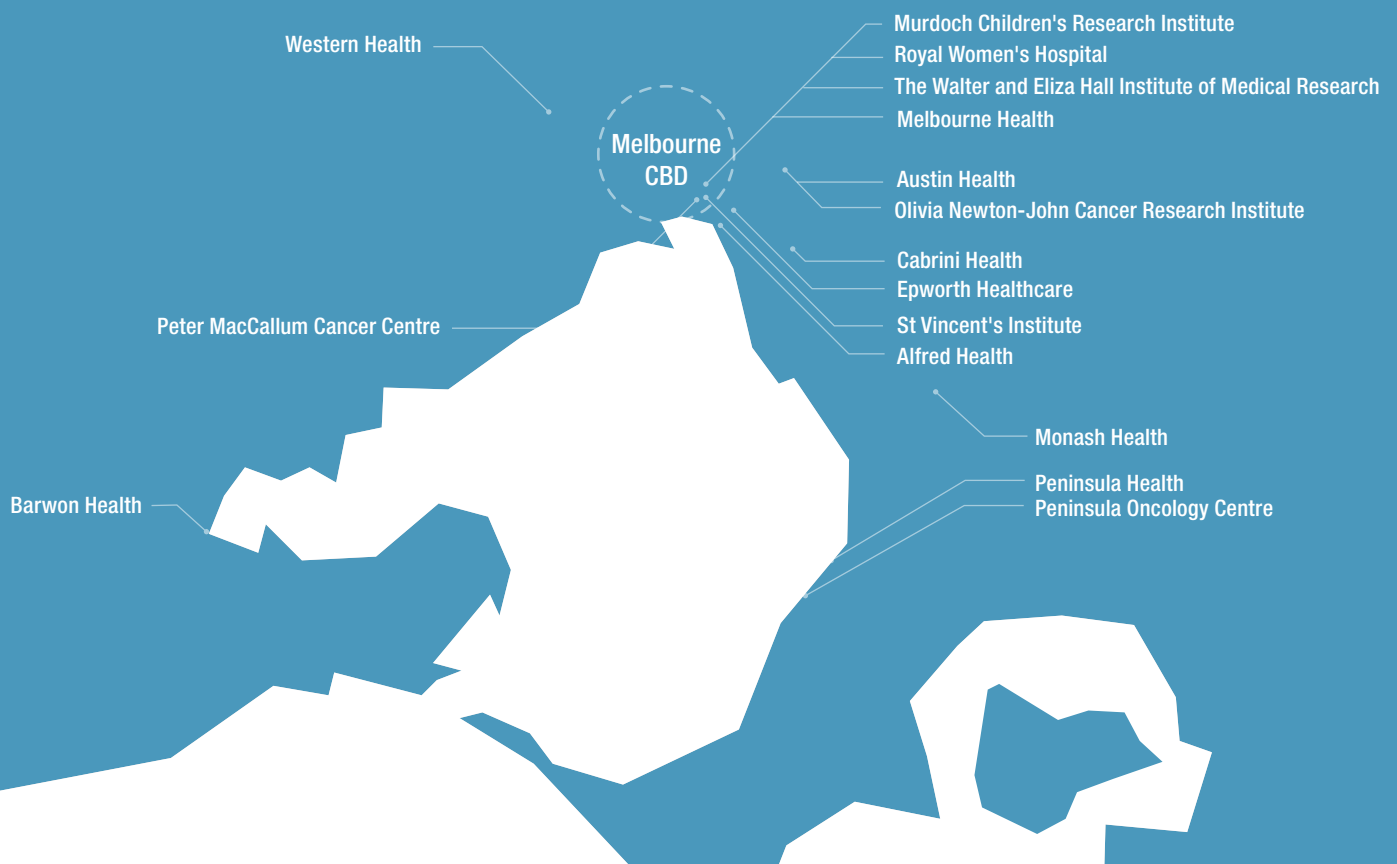 Western Health
Melbourne
CBD
Murdoch Children's Research Institute
Royal Women's Hospital
The Walter and Eliza Hall Institute of Medical Research
Melbourne Health
Austin Health
Olivia Newton-John Cancer Research Institute
Cabrini Health
Epworth Healthcare
St Vincent's Institute
Alfred Health
Peter MacCallum Cancer Centre
Monash Health
Peninsula Health
Peninsula Oncology Centre
Barwon Health